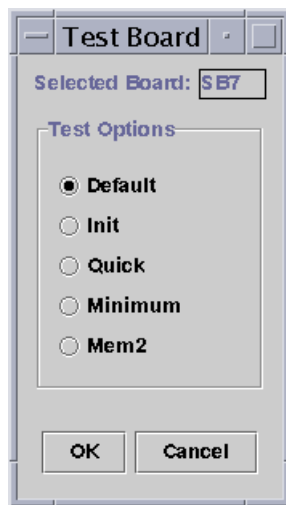 Test Board
Selected Board: SB7
Test Options
Default
Init
Quick
Minimum
Mem2
OK Cancel